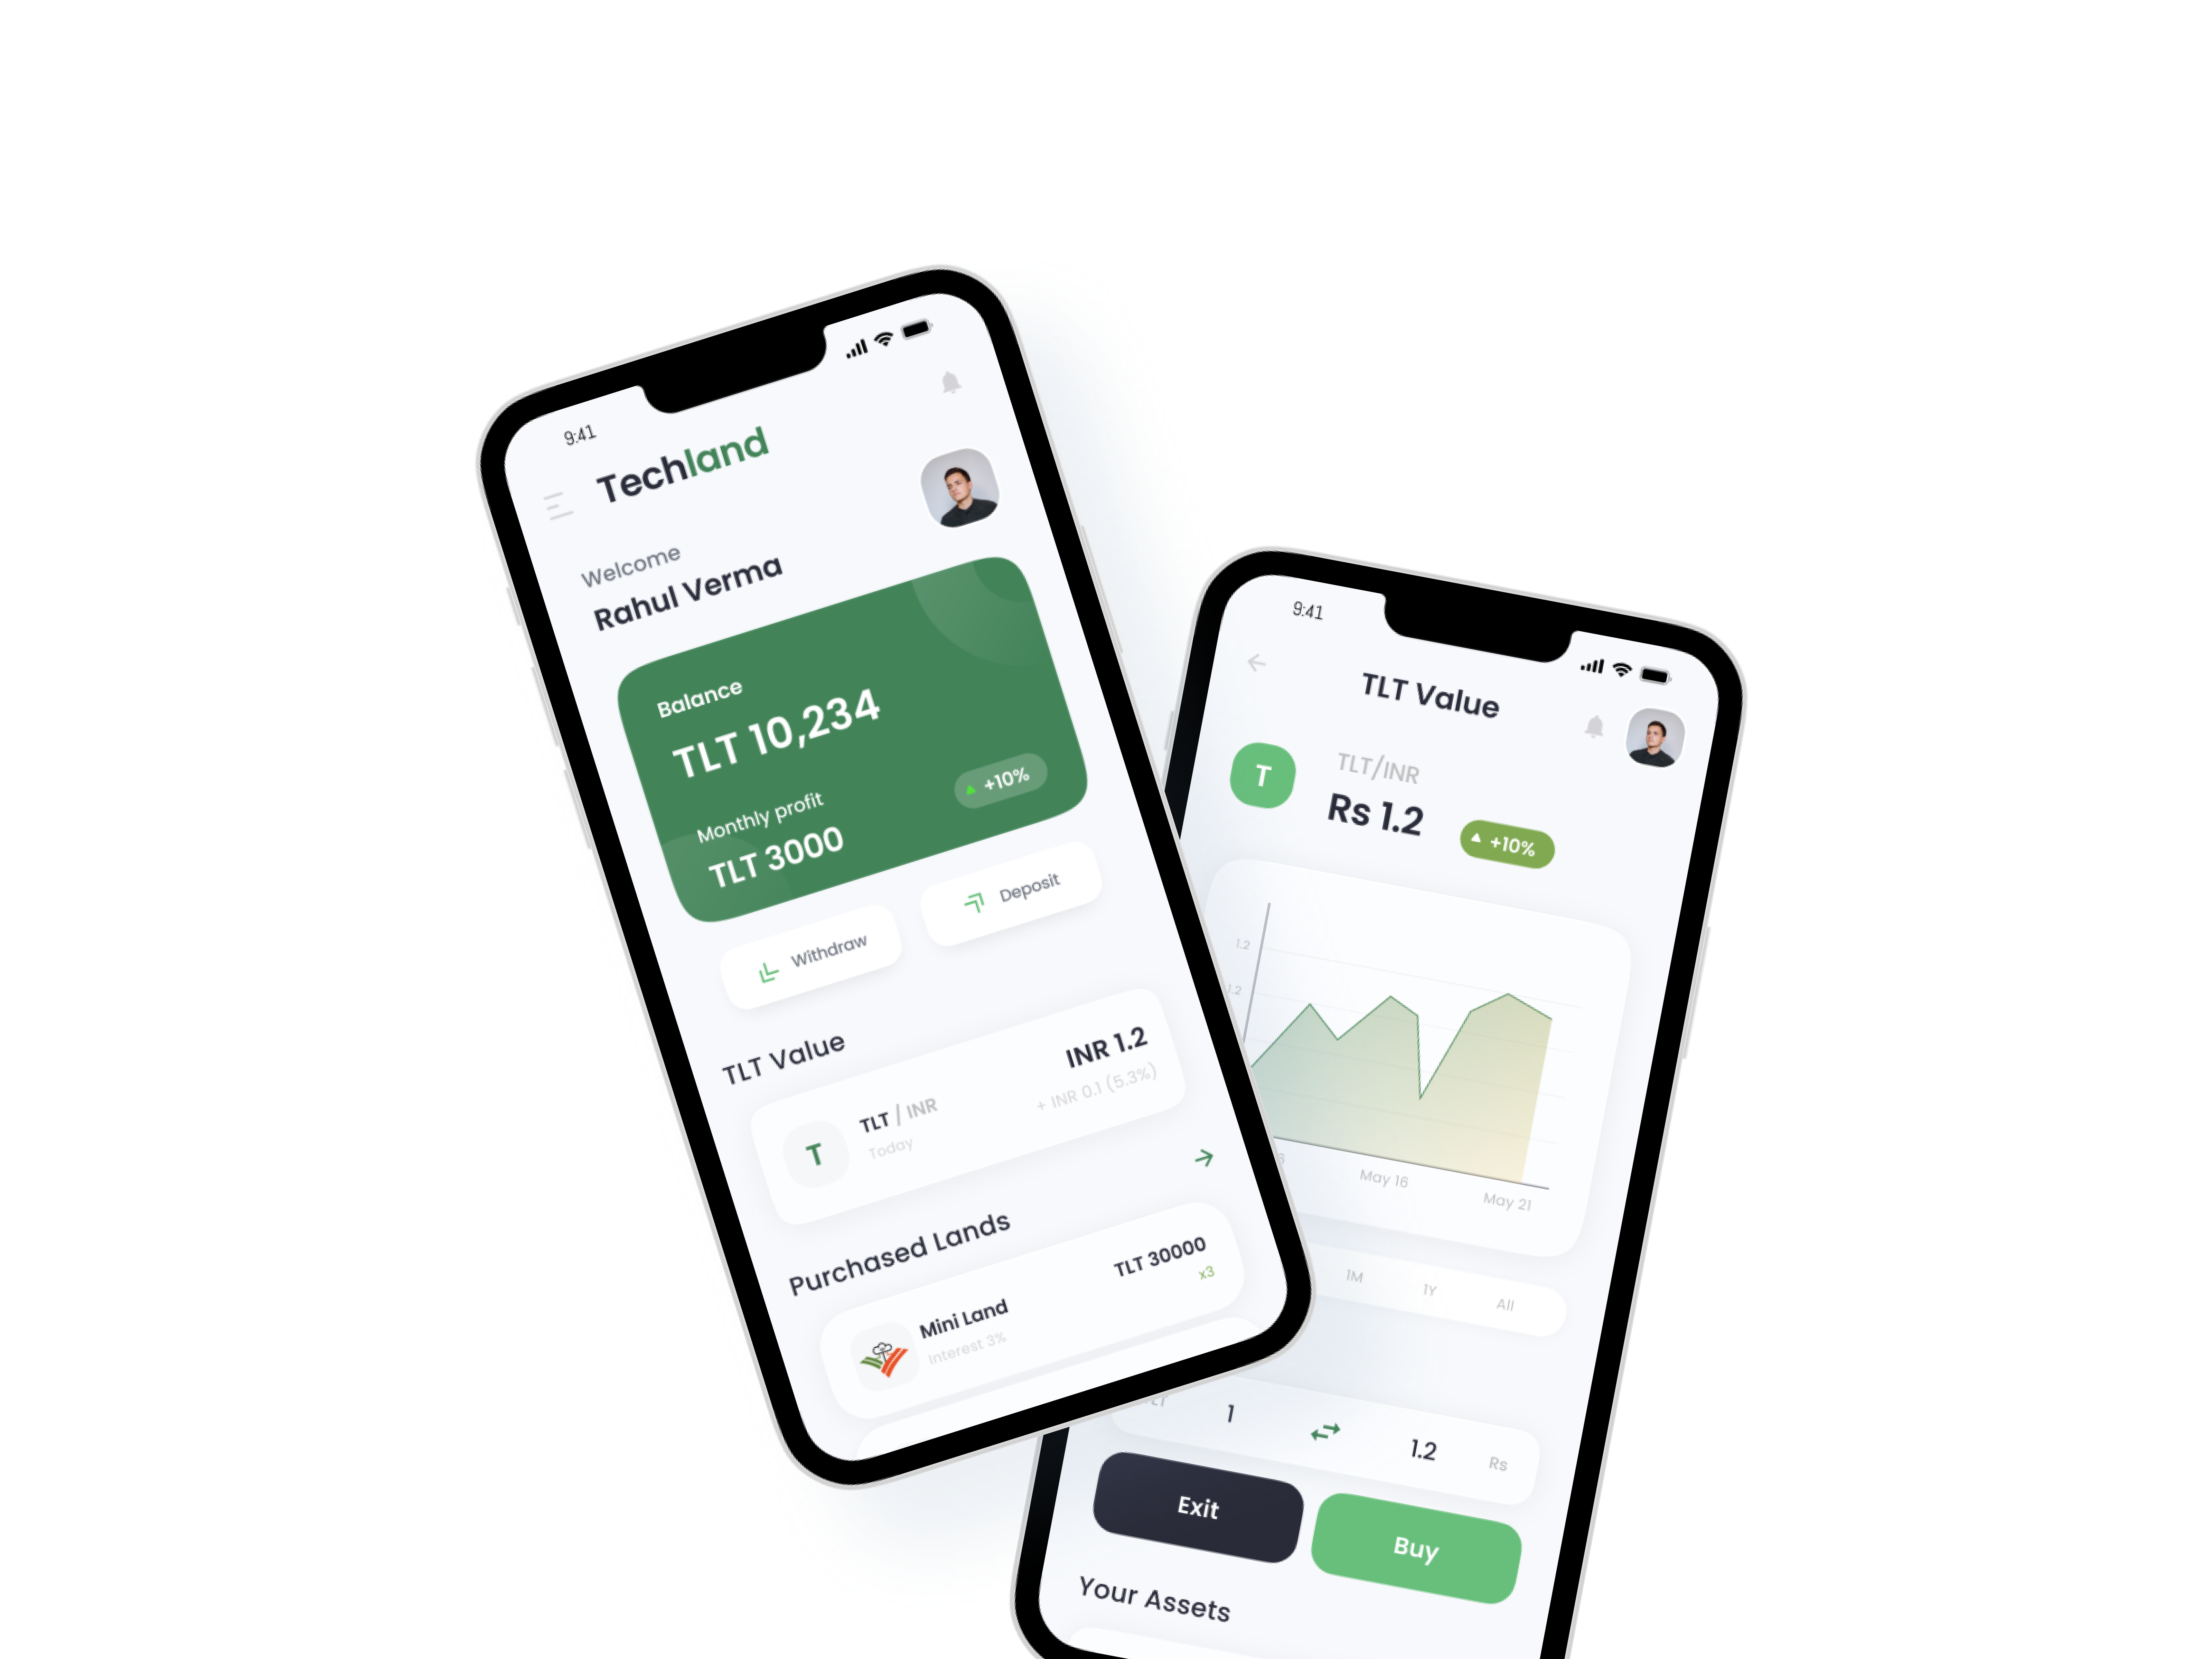 9:41
Techland
Welcome
Rahul Verma
Balance
TLT 10,234
Monthly profit
TLT 3000
+10%
Withdraw
Deposit
TLT Value
TLT / INR
Today
INR 1.2
+ INR 0.1 (5.3%)
Purchased Lands
Mini Land
Interest 3%
TLT 30000
x3
9:41
TLT Value
T
TLT/INR
Rs 1.2
+10%
1.2
1.2
May 16
May 21
1M
1Y
All
1
1.2
Rs
Exit
Buy
Your Assets
T